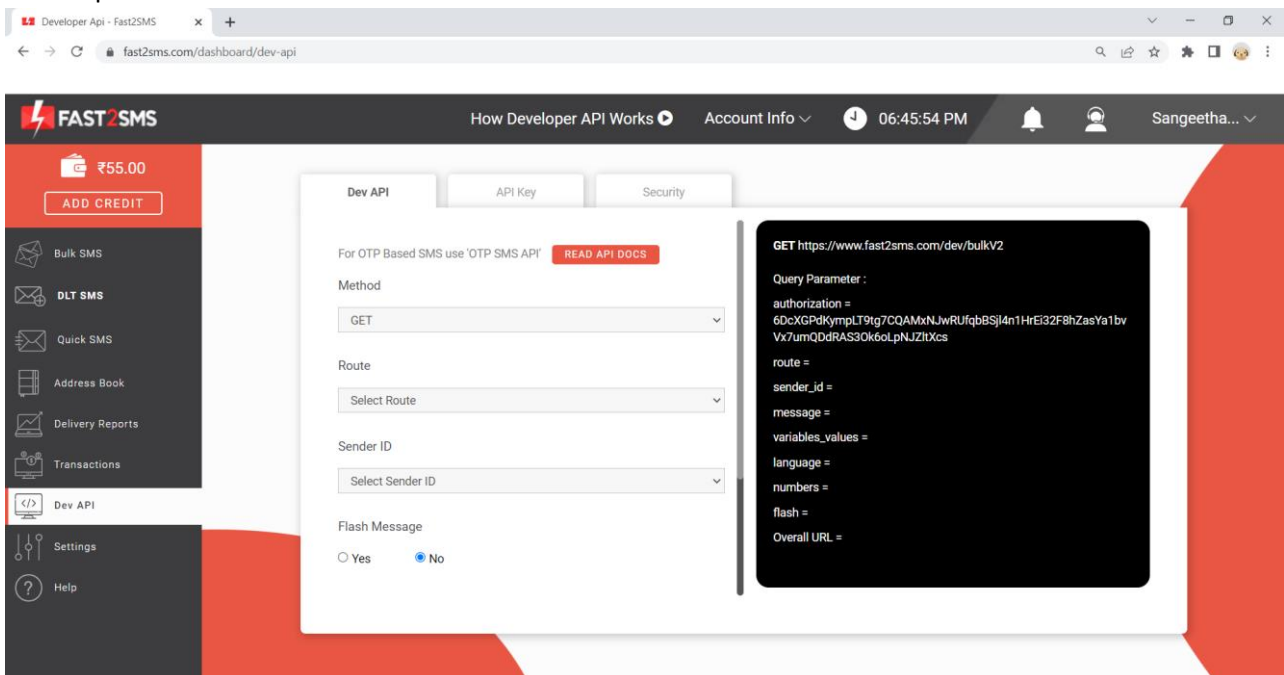 Developer Api - Fast2SMS
fast2sms.com/dashboard/dev-api
FAST2SMS
How Developer API Works
Account Info
06:45:54 PM
Sangeetha...
₹55.00
ADD CREDIT
Bulk SMS
DLT SMS
Quick SMS
Address Book
Delivery Reports
Transactions
Dev API
Settings
Help
Dev API
API Key
Security
For OTP Based SMS use 'OTP SMS API'
READ API DOCS
Method
GET
Route
Select Route
Sender ID
Select Sender ID
Flash Message
Yes
No
GET https://www.fast2sms.com/dev/bulkV2
Query Parameter :
authorization =
6DcXGPdKympLT9tg7CQAMxNJwRUfqbBSjl4n1HrEi32F8hZasYa1bv
Vx7umQDdRAS3Ok6oLpNJZltXcs
route =
sender_id =
message =
variables_values =
language =
numbers =
flash =
Overall URL =